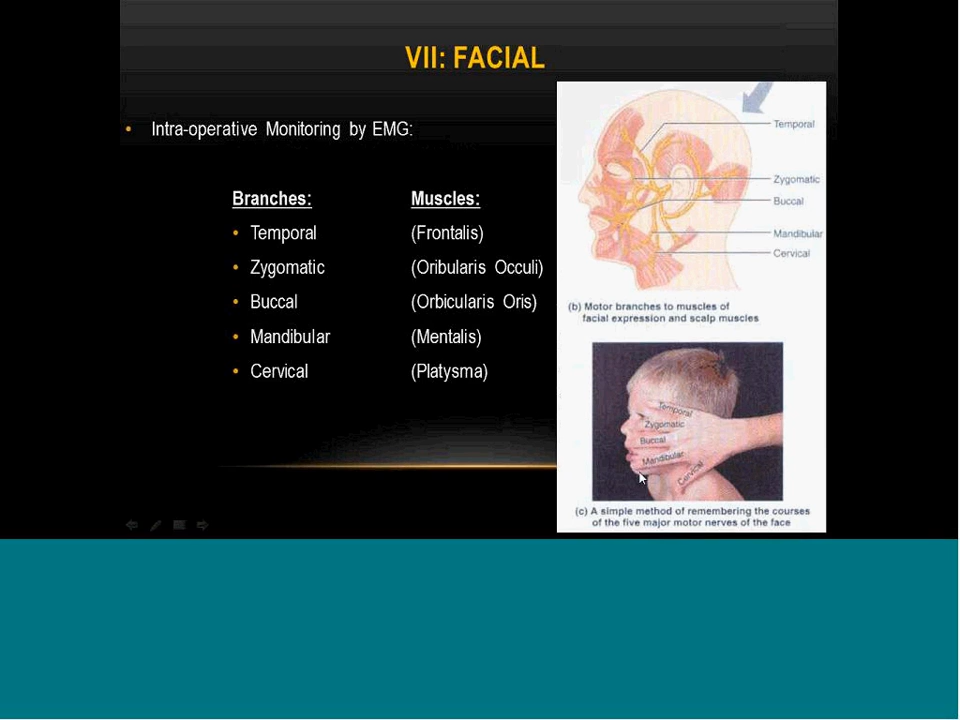 VII: FACIAL
• Intra-operative Monitoring by EMG:
Branches: Muscles:
• Temporal (Frontalis)
• Zygomatic (Oribularis Occuli)
• Buccal (Orbicularis Oris)
• Mandibular (Mentalis)
• Cervical (Platysma)
Temporal
Zygomatic
Buccal
Mandibular
Cervical
(b) Motor branches to muscles of
facial expression and scalp muscles
Temporal
Zygomatic
Buccal
Mandibular
Cervical
(c) A simple method of remembering the courses
of the five major motor nerves of the face